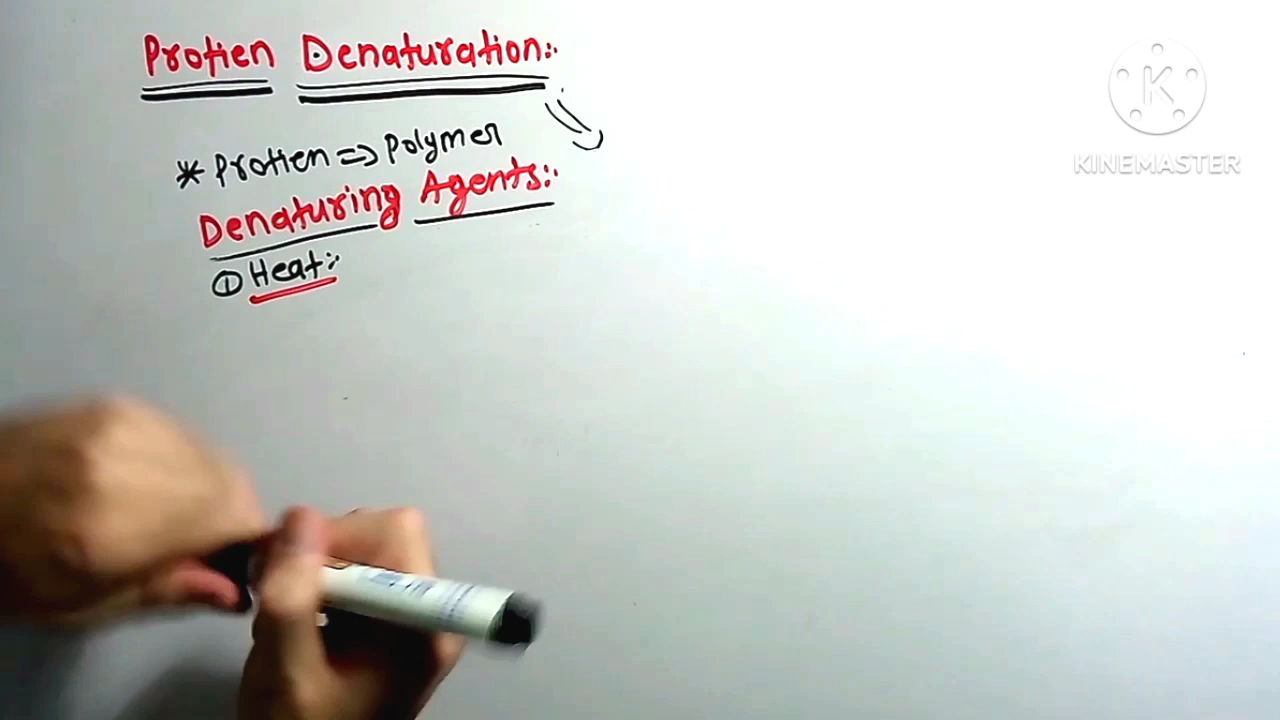 Protien Denaturation:-
* Protien => Polymer
Denaturing Agents:-
① Heat:-
K
KINEMASTER